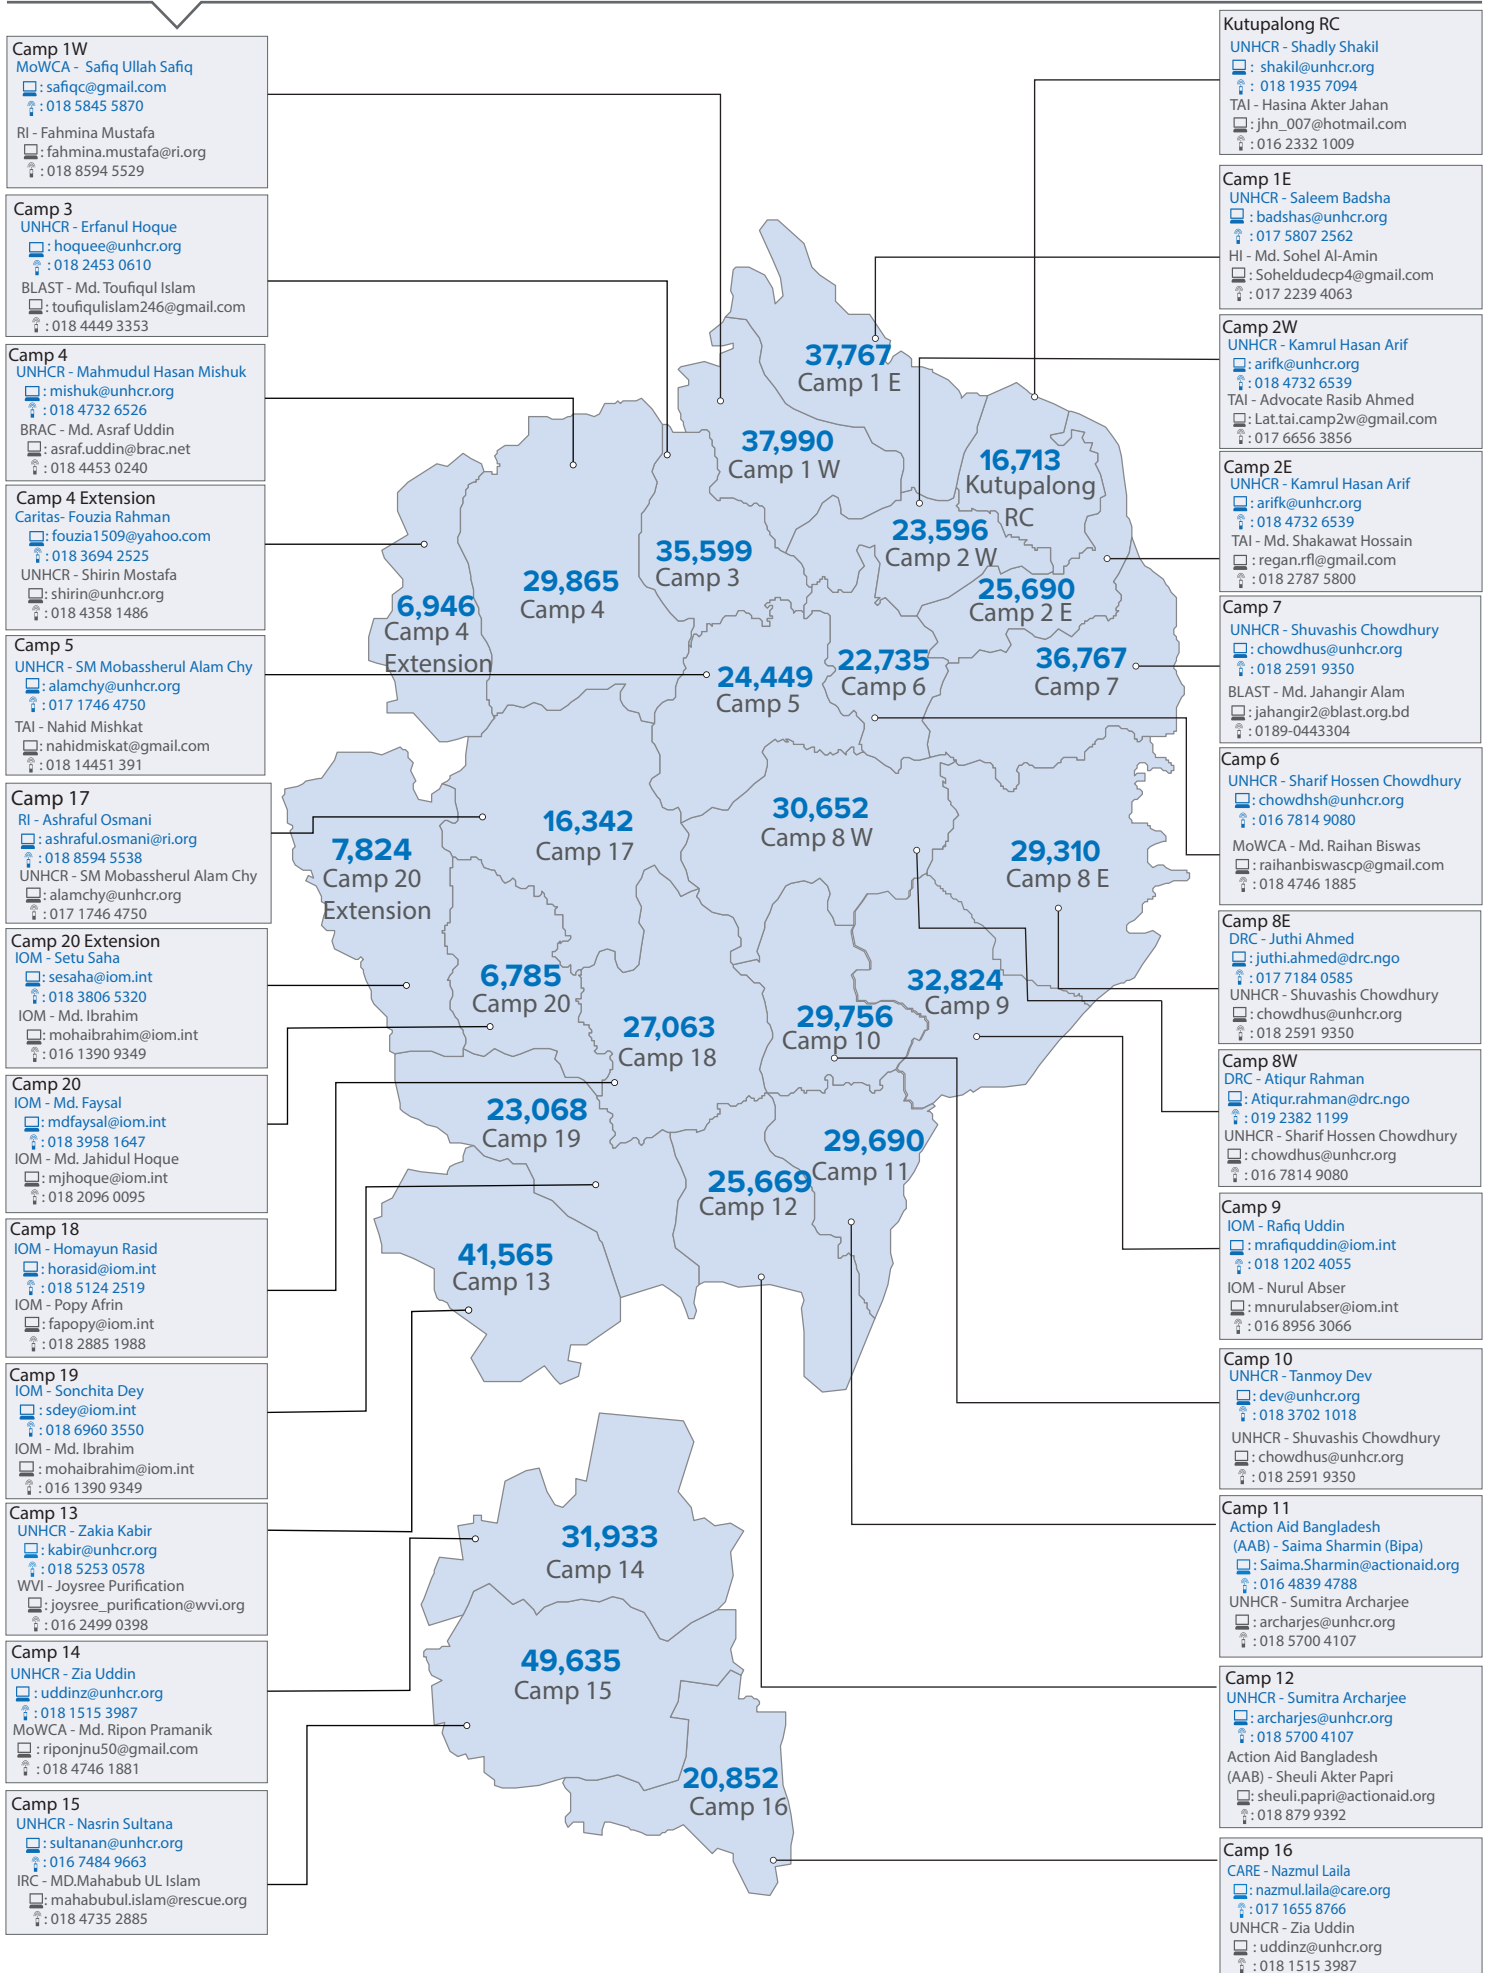 Camp 1W
MoWCA - Safiq Ullah Safiq
: safiqc@gmail.com
: 018 5845 5870
RI - Fahmina Mustafa
: fahmina.mustafa@ri.org
: 018 8594 5529
Camp 3
UNHCR - Erfanul Hoque
: hoquee@unhcr.org
: 018 2453 0610
BLAST - Md. Toufiqul Islam
: toufiqulislam246@gmail.com
: 018 4449 3353
Camp 4
UNHCR - Mahmudul Hasan Mishuk
: mishuk@unhcr.org
: 018 4732 6526
BRAC - Md. Asraf Uddin
: asraf.uddin@brac.net
: 018 4453 0240
Camp 4 Extension
Caritas- Fouzia Rahman
: fouzia1509@yahoo.com
: 018 3694 2525
UNHCR - Shirin Mostafa
: shirin@unhcr.org
: 018 4358 1486
Camp 5
UNHCR - SM Mobassherul Alam Chy
: alamchy@unhcr.org
: 017 1746 4750
TAI - Nahid Mishkat
: nahidmiskat@gmail.com
: 018 14451 391
Camp 17
RI - Ashraful Osmani
: ashraful.osmani@ri.org
: 018 8594 5538
UNHCR - SM Mobassherul Alam Chy
: alamchy@unhcr.org
: 017 1746 4750
Camp 20 Extension
IOM - Setu Saha
: sesaha@iom.int
: 018 3806 5320
IOM - Md. Ibrahim
: mohaibrahim@iom.int
: 016 1390 9349
Camp 20
IOM - Md. Faysal
: mdfaysal@iom.int
: 018 3958 1647
IOM - Md. Jahidul Hoque
: mjhoque@iom.int
: 018 2096 0095
Camp 18
IOM - Homayun Rasid
: horasid@iom.int
: 018 5124 2519
IOM - Popy Afrin
: fapopy@iom.int
: 018 2885 1988
Camp 19
IOM - Sonchita Dey
: sdey@iom.int
: 018 6960 3550
IOM - Md. Ibrahim
: mohaibrahim@iom.int
: 016 1390 9349
Camp 13
UNHCR - Zakia Kabir
: kabir@unhcr.org
: 018 5253 0578
WVI - Joysree Purification
: joysree_purification@wvi.org
: 016 2499 0398
Camp 14
UNHCR - Zia Uddin
: uddinz@unhcr.org
: 018 1515 3987
MoWCA - Md. Ripon Pramanik
: riponjnu50@gmail.com
: 018 4746 1881
Camp 15
UNHCR - Nasrin Sultana
: sultanan@unhcr.org
: 016 7484 9663
IRC - MD.Mahabub UL Islam
: mahabubul.islam@rescue.org
: 018 4735 2885
37,767
Camp 1 E
37,990
Camp 1 W
16,713
Kutupalong
RC
23,596
Camp 2 W
35,599
Camp 3
29,865
Camp 4
25,690
Camp 2 E
6,946
Camp 4
Extension
22,735
Camp 6
36,767
Camp 7
24,449
Camp 5
30,652
Camp 8 W
16,342
Camp 17
7,824
Camp 20
Extension
29,310
Camp 8 E
6,785
Camp 20
32,824
Camp 9
27,063
Camp 18
29,756
Camp 10
23,068
Camp 19
29,690
Camp 11
25,669
Camp 12
41,565
Camp 13
31,933
Camp 14
49,635
Camp 15
20,852
Camp 16
Kutupalong RC
UNHCR - Shadly Shakil
: shakil@unhcr.org
: 018 1935 7094
TAI - Hasina Akter Jahan
: jhn_007@hotmail.com
: 016 2332 1009
Camp 1E
UNHCR - Saleem Badsha
: badshas@unhcr.org
: 017 5807 2562
HI - Md. Sohel Al-Amin
: Soheldudecp4@gmail.com
: 017 2239 4063
Camp 2W
UNHCR - Kamrul Hasan Arif
: arifk@unhcr.org
: 018 4732 6539
TAI - Advocate Rasib Ahmed
: Lat.tai.camp2w@gmail.com
: 017 6656 3856
Camp 2E
UNHCR - Kamrul Hasan Arif
: arifk@unhcr.org
: 018 4732 6539
TAI - Md. Shakawat Hossain
: regan.rfl@gmail.com
: 018 2787 5800
Camp 7
UNHCR - Shuvashis Chowdhury
: chowdhus@unhcr.org
: 018 2591 9350
BLAST - Md. Jahangir Alam
: jahangir2@blast.org.bd
: 0189-0443304
Camp 6
UNHCR - Sharif Hossen Chowdhury
: chowdhsh@unhcr.org
: 016 7814 9080
MoWCA - Md. Raihan Biswas
: raihanbiswascp@gmail.com
: 018 4746 1885
Camp 8E
DRC - Juthi Ahmed
: juthi.ahmed@drc.ngo
: 017 7184 0585
UNHCR - Shuvashis Chowdhury
: chowdhus@unhcr.org
: 018 2591 9350
Camp 8W
DRC - Atiqur Rahman
: Atiqur.rahman@drc.ngo
: 019 2382 1199
UNHCR - Sharif Hossen Chowdhury
: chowdhus@unhcr.org
: 016 7814 9080
Camp 9
IOM - Rafiq Uddin
: mrafiquddin@iom.int
: 018 1202 4055
IOM - Nurul Abser
: mnurulabser@iom.int
: 016 8956 3066
Camp 10
UNHCR - Tanmoy Dev
: dev@unhcr.org
: 018 3702 1018
UNHCR - Shuvashis Chowdhury
: chowdhus@unhcr.org
: 018 2591 9350
Camp 11
Action Aid Bangladesh
(AAB) - Saima Sharmin (Bipa)
: Saima.Sharmin@actionaid.org
: 016 4839 4788
UNHCR - Sumitra Archarjee
: archarjes@unhcr.org
: 018 5700 4107
Camp 12
UNHCR - Sumitra Archarjee
: archarjes@unhcr.org
: 018 5700 4107
Action Aid Bangladesh
(AAB) - Sheuli Akter Papri
: sheuli.papri@actionaid.org
: 018 879 9392
Camp 16
CARE - Nazmul Laila
: nazmul.laila@care.org
: 017 1655 8766
UNHCR - Zia Uddin
: uddinz@unhcr.org
: 018 1515 3987